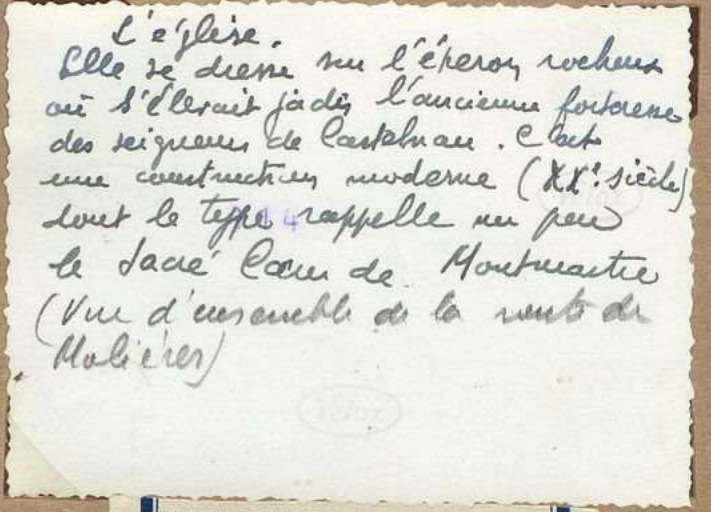 L'église.
Elle se dresse sur l'éperon rocheux
où s'élevait jadis l'ancienne forteresse
des seigneurs de Castelnau. C'est
une construction moderne (XXe siècle)
dont le type rappelle un peu
le Sacré Coeur de Montmartre
(Vue d'ensemble de la route de
Molières)
Velox